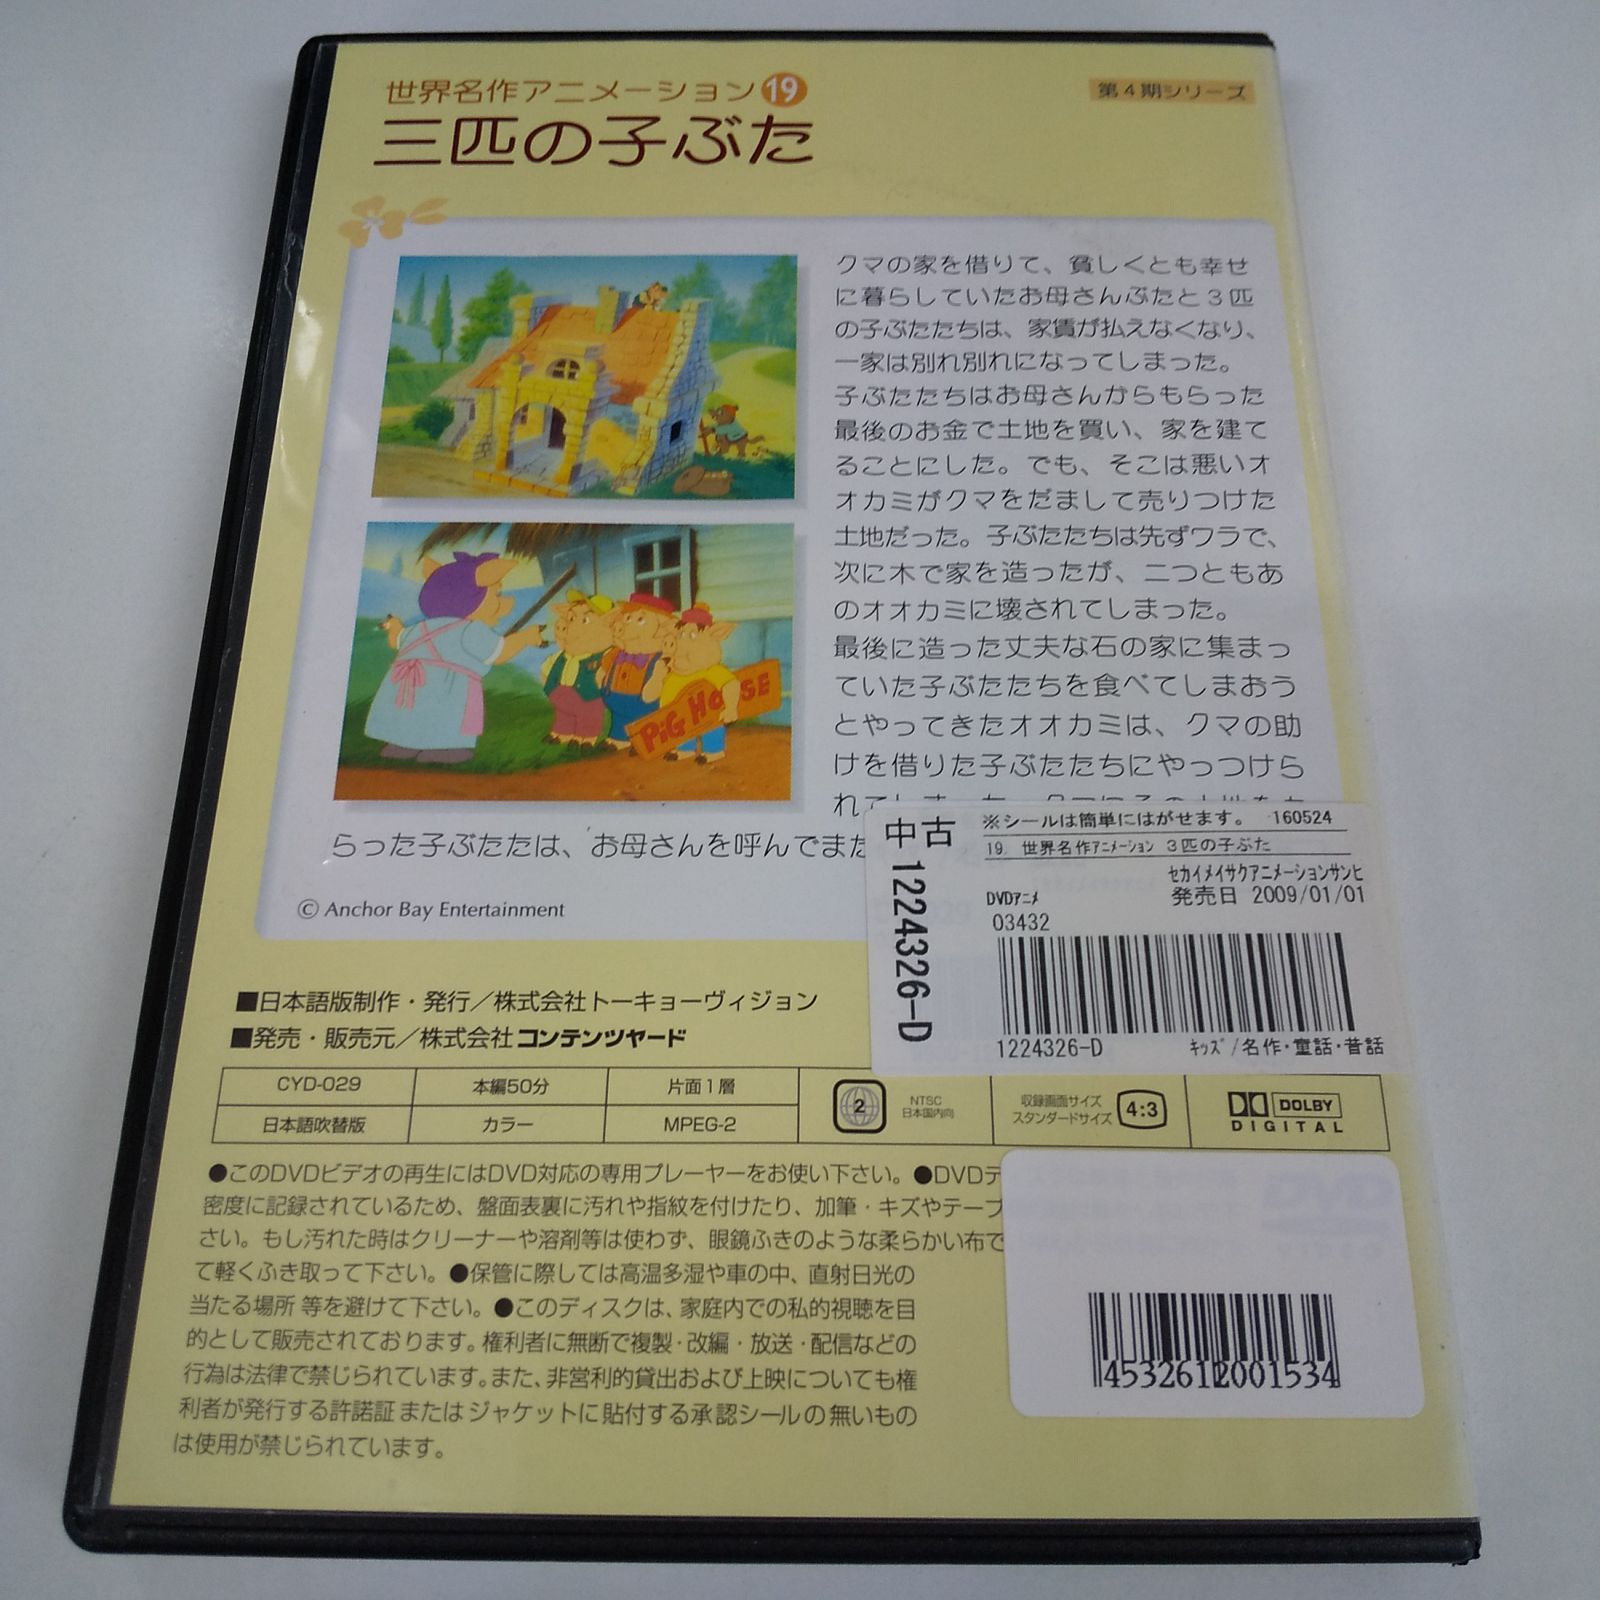 世界名作アニメーション19
三匹の子ぶた
第4期シリーズ
クマの家を借りて、貧しくとも幸せ
に暮らしていたお母さんぶたと3匹
の子ぶたたちは、家賃が払えなくなり、
一家は別れ別れになってしまった。
子ぶたたちはお母さんからもらった
最後のお金で土地を買い、家を建て
ることにした。でも、そこは悪いオ
オカミがクマをだまして売りつけた
土地だった。子ぶたたちは先ずワラで、
次に木で家を造ったが、二つともあ
のオオカミに壊されてしまった。
最後に造った丈夫な石の家に集まっ
ていた子ぶたたちを食べてしまおう
とやってきたオオカミは、クマの助
けを借りた子ぶたたちにやっつけら
らった子ぶたたは、お母さんを呼んでまた
PIG HOUSE
© Anchor Bay Entertainment
中古 1224326-D
※シールは簡単にはがせます。 160524
19. 世界名作アニメーション 3匹の子ぶた
セカイメイサクアニメーションサンヒ
DVDアニメ
発売日 2009/01/01
03432
1224326-D
キッズ/名作・童話・昔話
■日本語版制作・発行／株式会社トーキョーヴィジョン
■発売・販売元／株式会社コンテンツヤード
CYD-029 本編50分 片面1層
日本語吹替版 カラー MPEG-2
2
NTSC
日本国内向
収録画面サイズ
スタンダードサイズ
4:3
DOLBY
DIGITAL
●このDVDビデオの再生にはDVD対応の専用プレーヤーをお使い下さい。●DVDデ
密度に記録されているため、盤面表裏に汚れや指紋を付けたり、加筆・キズやテープ
さい。もし汚れた時はクリーナーや溶剤等は使わず、眼鏡ふきのような柔らかい布で
て軽くふき取って下さい。●保管に際しては高温多湿や車の中、直射日光の
当たる場所 等を避けて下さい。●このディスクは、家庭内での私的視聴を目
的として販売されております。権利者に無断で複製・改編・放送・配信などの
行為は法律で禁じられています。また、非営利的貸出および上映についても権
利者が発行する許諾証またはジャケットに貼付する承認シールの無いもの
は使用が禁じられています。
4532612001534